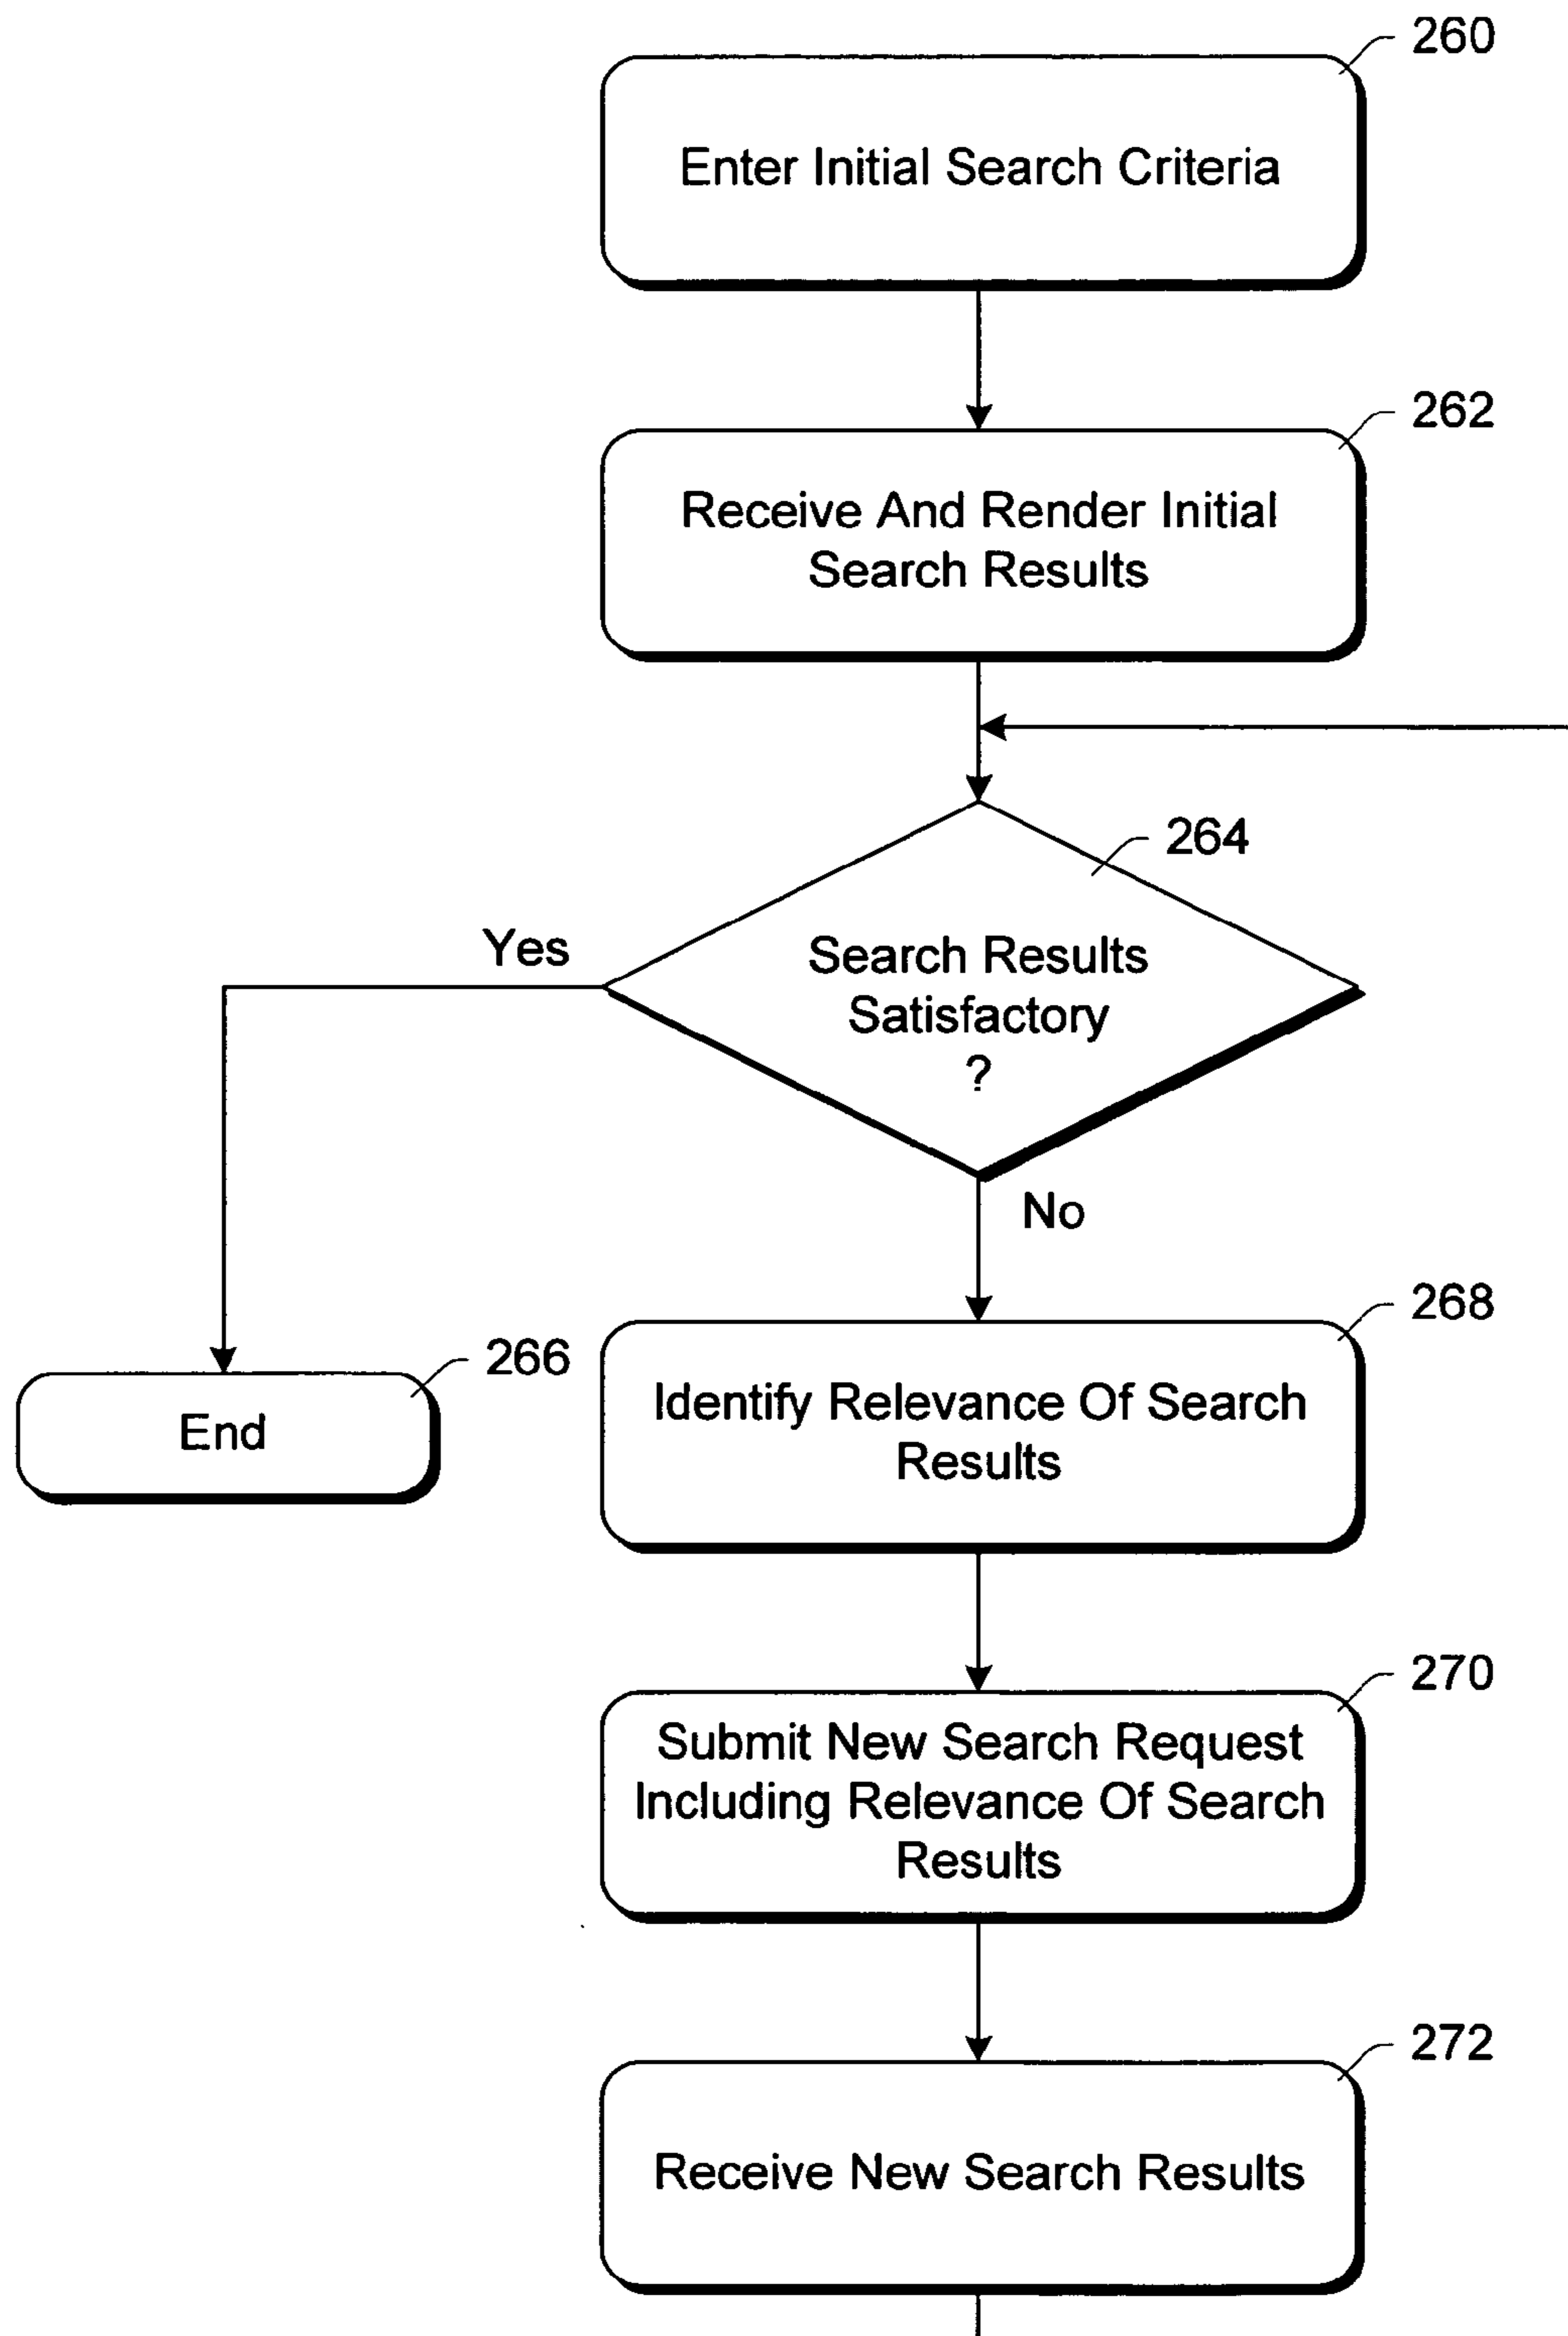 260
Enter Initial Search Criteria
262
Receive And Render Initial
Search Results
264
Yes
Search Results
Satisfactory
?
No
268
266
Identify Relevance Of Search
Results
End
270
Submit New Search Request
Including Relevance Of Search
Results
272
Receive New Search Results